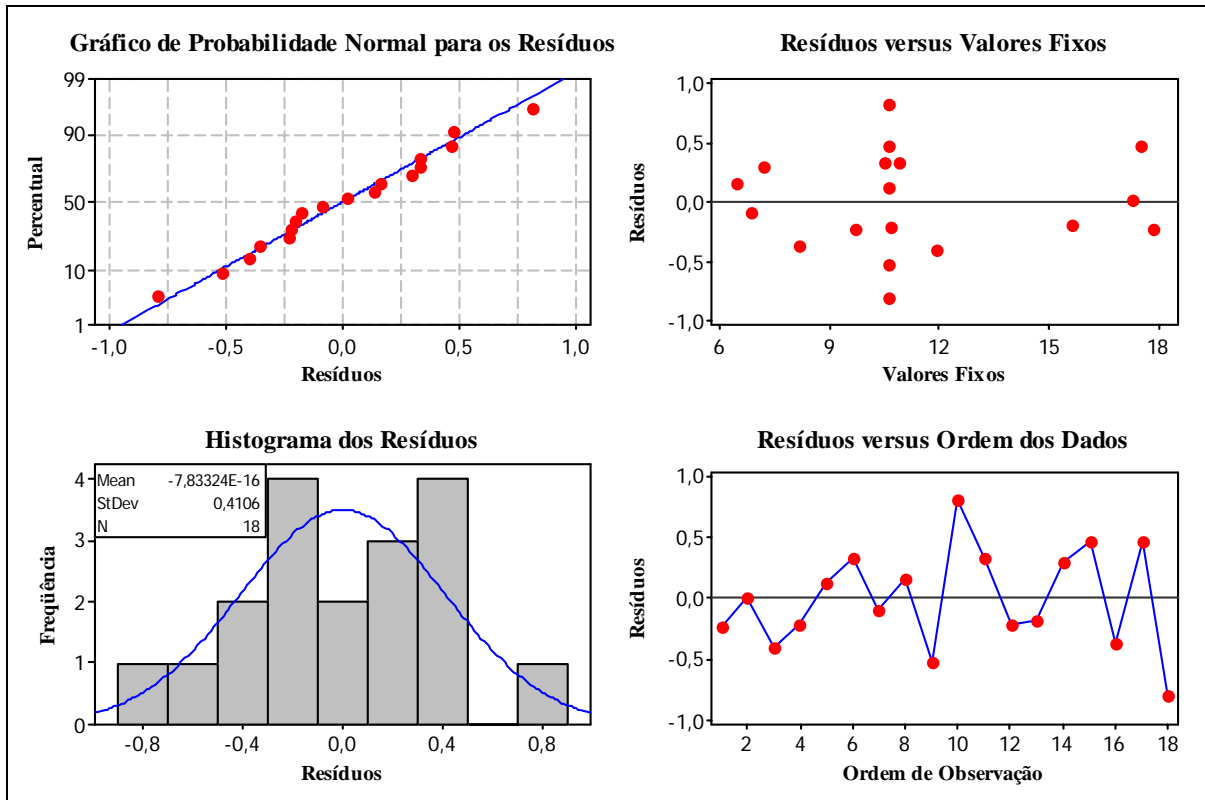 Gráfico de Probabilidade Normal para os Resíduos
99
90
50
10
1
Percentual
-1,0 -0,5 0,0 0,5 1,0
Resíduos
Resíduos versus Valores Fixos
1,0
0,5
0,0
-0,5
-1,0
Resíduos
6 9 12 15 18
Valores Fixos
Histograma dos Resíduos
Mean -7,83324E-16
StDev 0,4106
N 18
4
3
2
1
0
Freqüência
-0,8 -0,4 0,0 0,4 0,8
Resíduos
Resíduos versus Ordem dos Dados
1,0
0,5
0,0
-0,5
-1,0
Resíduos
2 4 6 8 10 12 14 16 18
Ordem de Observação